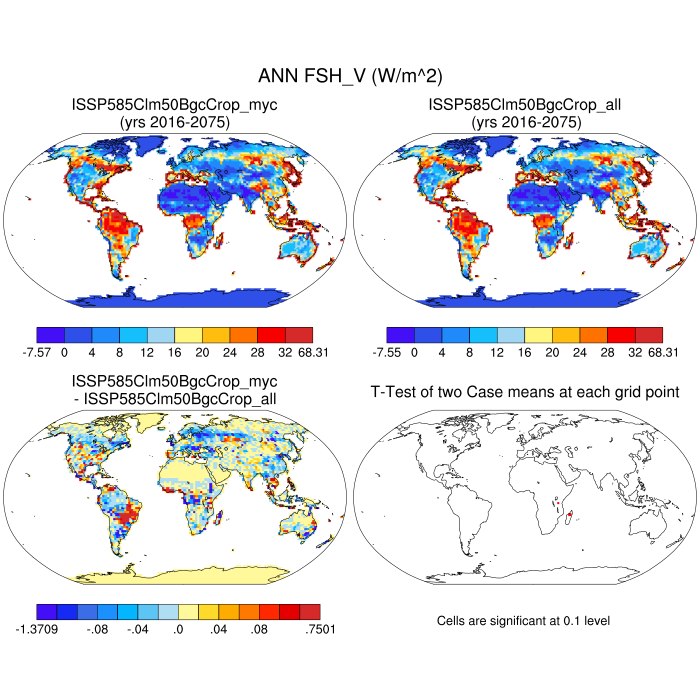 ANN FSH_V (W/m^2)
ISSP585Clm50BgcCrop_myc
(yrs 2016-2075)
ISSP585Clm50BgcCrop_all
(yrs 2016-2075)
-7.57 0 4 8 12 16 20 24 28 32 68.31
-7.55 0 4 8 12 16 20 24 28 32 68.31
ISSP585Clm50BgcCrop_myc
- ISSP585Clm50BgcCrop_all
T-Test of two Case means at each grid point
-1.3709 -.08 -.04 .0 .04 .08 .7501
Cells are significant at 0.1 level